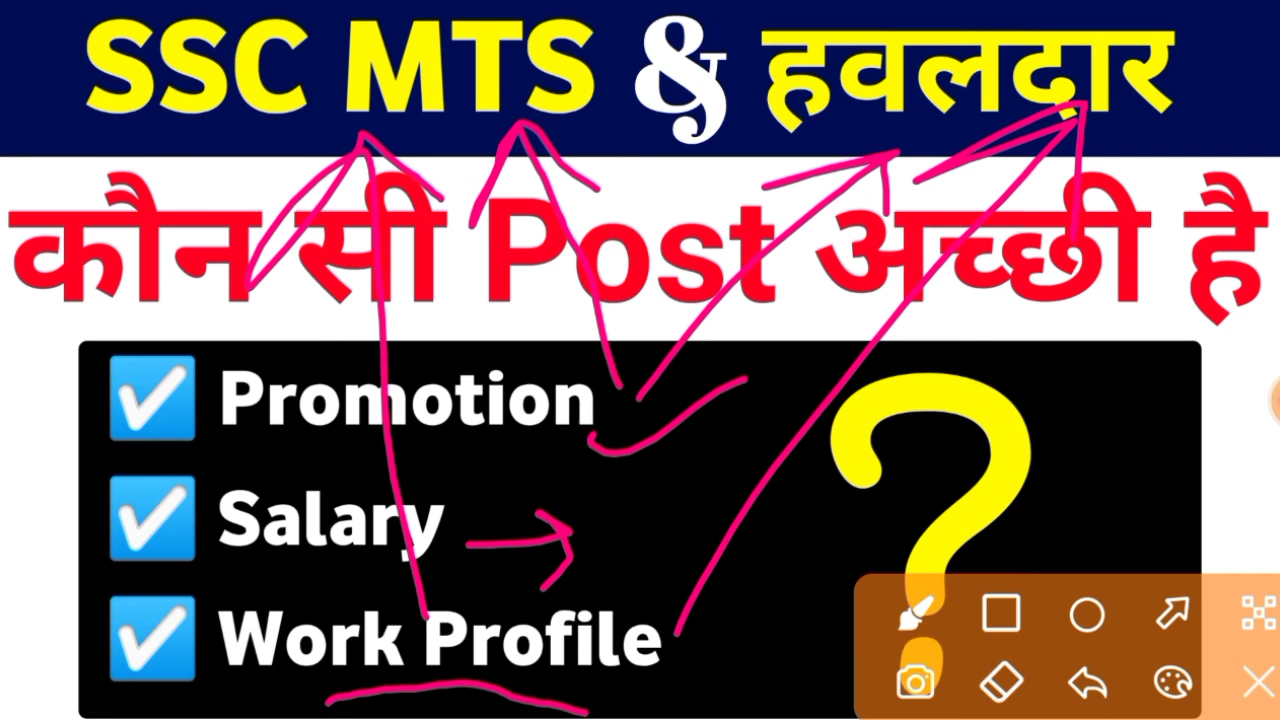 SSC MTS & हवलदार
कौन सी Post अच्छी है
Promotion
Salary
Work Profile
?